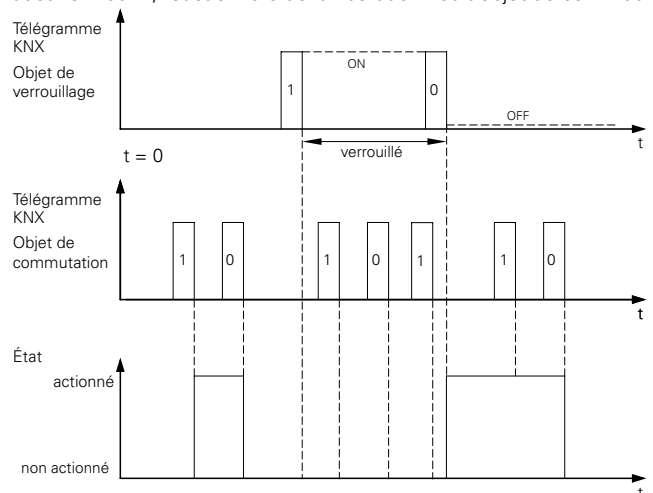 Télégramme
KNX
Objet de
verrouillage
1
ON
0
OFF
t
t = 0
verrouillé
Télégramme
KNX
Objet de
commutation
1
0
1
0
1
1
0
t
État
actionné
non actionné
t